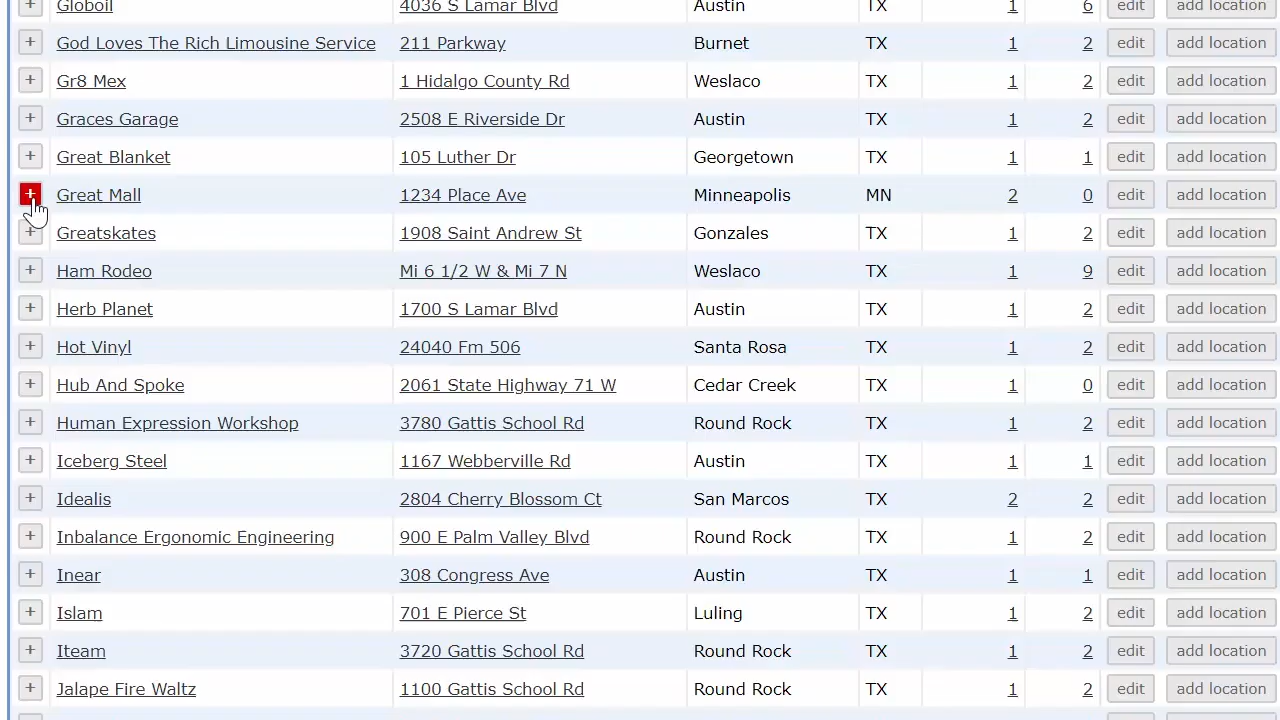 + Globoil 4036 S Lamar Blvd Austin TX 1 6 edit add location
+ God Loves The Rich Limousine Service 211 Parkway Burnet TX 1 2 edit add location
+ Gr8 Mex 1 Hidalgo County Rd Weslaco TX 1 2 edit add location
+ Graces Garage 2508 E Riverside Dr Austin TX 1 2 edit add location
+ Great Blanket 105 Luther Dr Georgetown TX 1 1 edit add location
+ Great Mall 1234 Place Ave Minneapolis MN 2 0 edit add location
+ Greatskates 1908 Saint Andrew St Gonzales TX 1 2 edit add location
+ Ham Rodeo Mi 6 1/2 W & Mi 7 N Weslaco TX 1 9 edit add location
+ Herb Planet 1700 S Lamar Blvd Austin TX 1 2 edit add location
+ Hot Vinyl 24040 Fm 506 Santa Rosa TX 1 2 edit add location
+ Hub And Spoke 2061 State Highway 71 W Cedar Creek TX 1 0 edit add location
+ Human Expression Workshop 3780 Gattis School Rd Round Rock TX 1 2 edit add location
+ Iceberg Steel 1167 Webberville Rd Austin TX 1 1 edit add location
+ Idealis 2804 Cherry Blossom Ct San Marcos TX 2 2 edit add location
+ Inbalance Ergonomic Engineering 900 E Palm Valley Blvd Round Rock TX 1 2 edit add location
+ Inear 308 Congress Ave Austin TX 1 1 edit add location
+ Islam 701 E Pierce St Luling TX 1 2 edit add location
+ Iteam 3720 Gattis School Rd Round Rock TX 1 2 edit add location
+ Jalape Fire Waltz 1100 Gattis School Rd Round Rock TX 1 2 edit add location